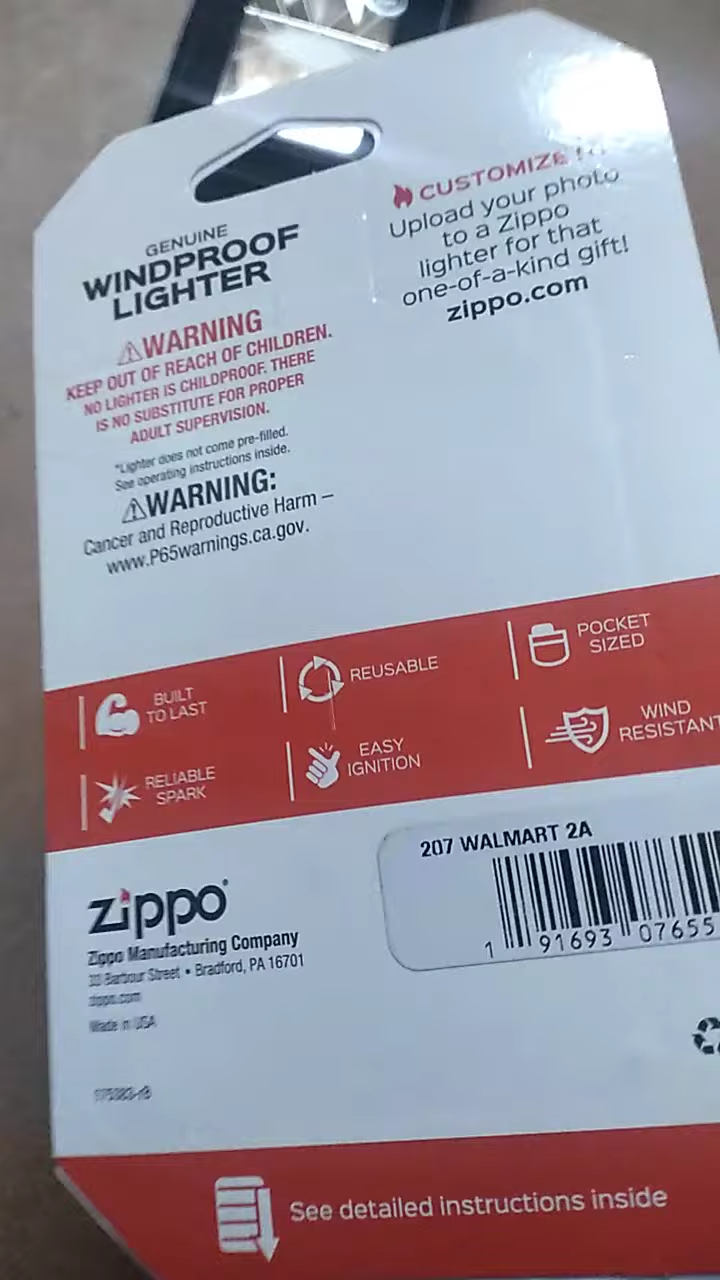 GENUINE
WINDPROOF
LIGHTER
⚠WARNING
KEEP OUT OF REACH OF CHILDREN.
NO LIGHTER IS CHILDPROOF. THERE
IS NO SUBSTITUTE FOR PROPER
ADULT SUPERVISION.
*Lighter does not come pre-filled.
See operating instructions inside.
⚠WARNING:
Cancer and Reproductive Harm –
www.P65warnings.ca.gov.
CUSTOMIZE
Upload your photo
to a Zippo
lighter for that
one-of-a-kind gift!
zippo.com
BUILT
TO LAST
REUSABLE
POCKET
SIZED
RELIABLE
SPARK
EASY
IGNITION
WIND
RESISTANT
207 WALMART 2A
1 91693 07655
zippo®
Zippo Manufacturing Company
33 Barbour Street • Bradford, PA 16701
zippo.com
Made in USA
See detailed instructions inside